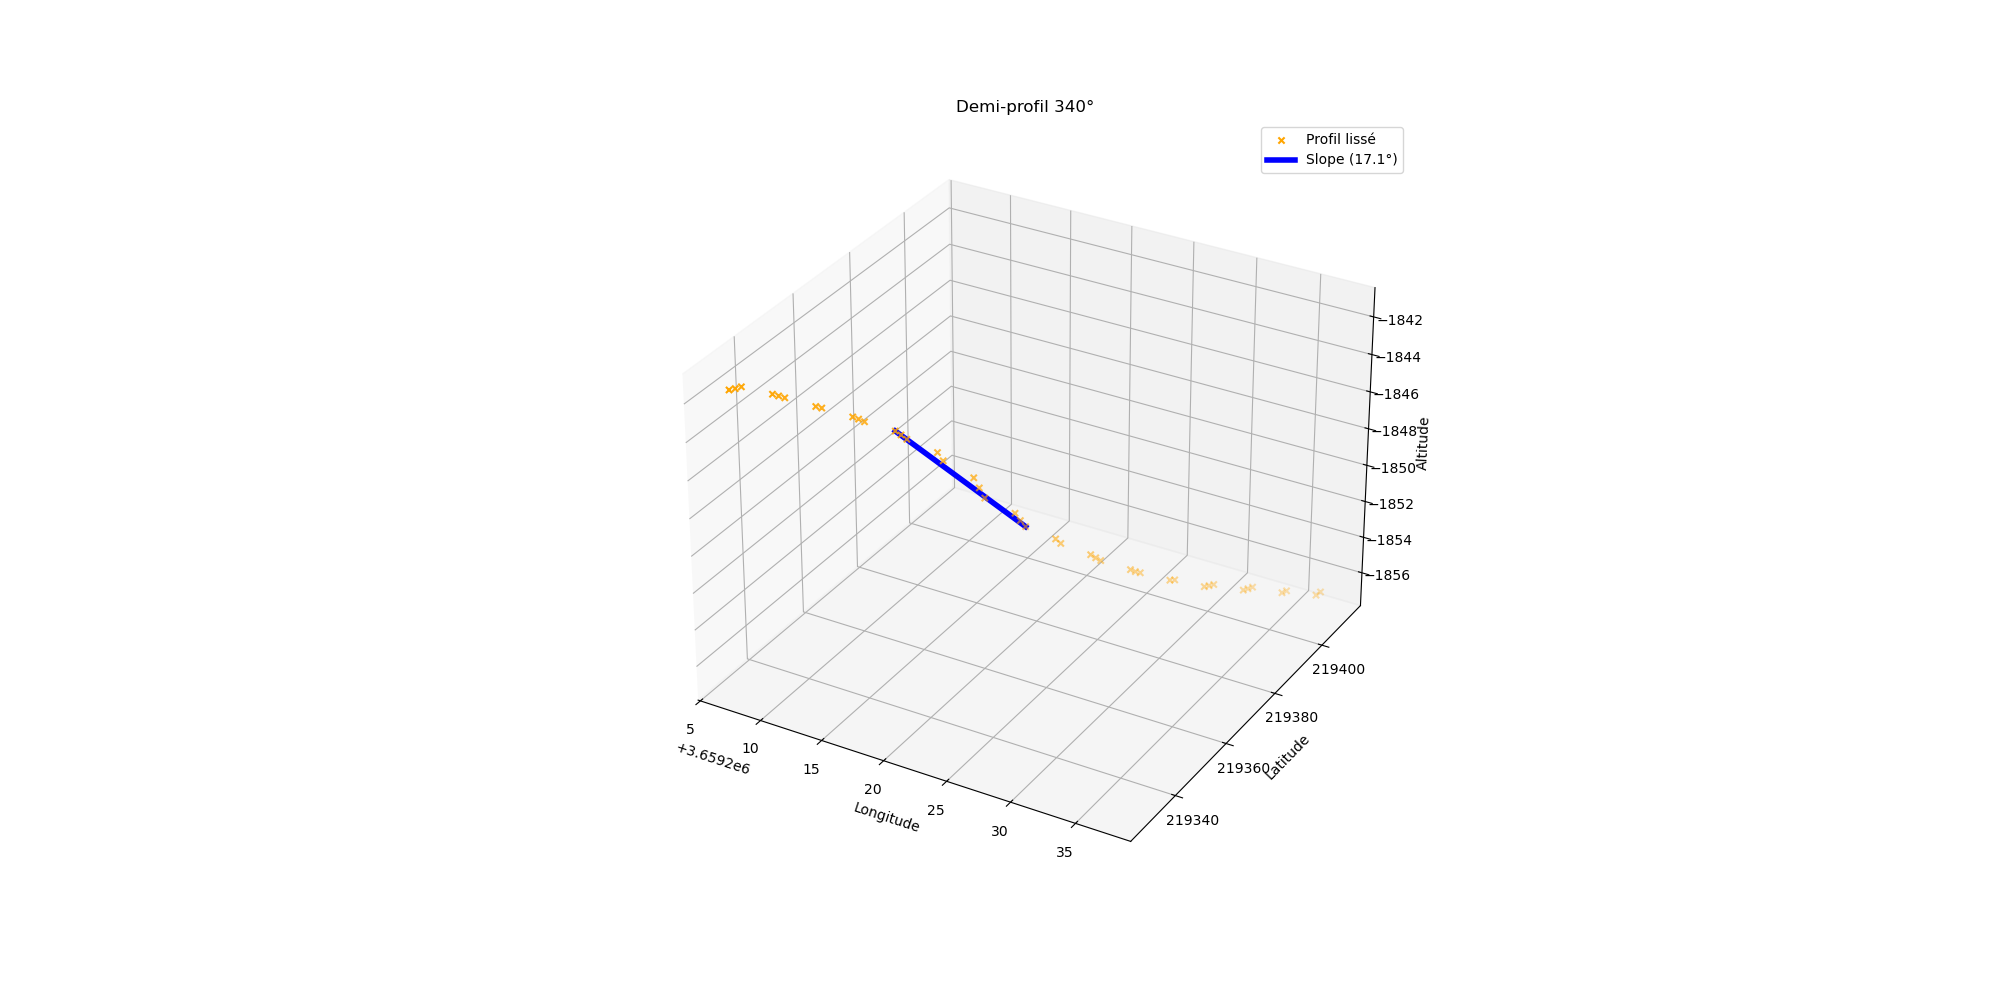 Demi-profil 340°
Profil lissé
Slope (17.1°)
−1842
−1844
−1846
−1848
−1850
−1852
−1854
−1856
Altitude
219400
219380
219360
219340
Latitude
5
10
15
20
25
30
35
+3.6592e6
Longitude